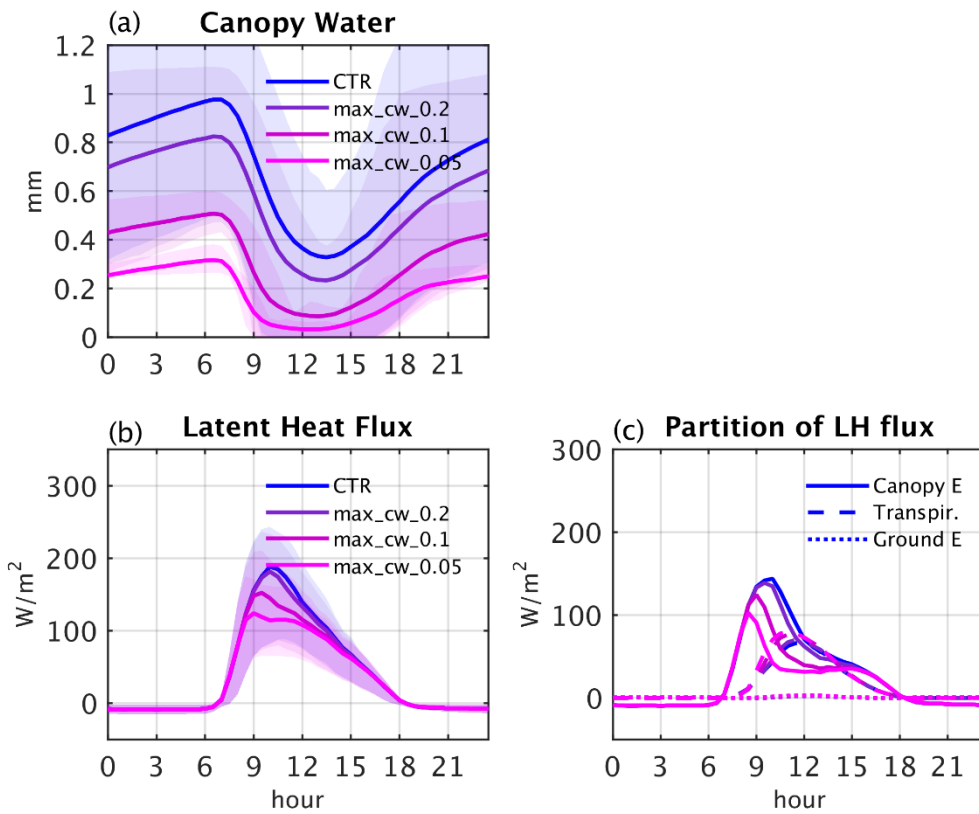 (a) Canopy Water
1.2
1
0.8
0.6
0.4
0.2
0
mm
CTR
max_cw_0.2
max_cw_0.1
max_cw_0.05
0 3 6 9 12 15 18 21
(b) Latent Heat Flux
300
200
100
0
W/m²
CTR
max_cw_0.2
max_cw_0.1
max_cw_0.05
0 3 6 9 12 15 18 21
hour
(c) Partition of LH flux
300
200
100
0
W/m²
Canopy E
Transpir.
Ground E
0 3 6 9 12 15 18 21
hour